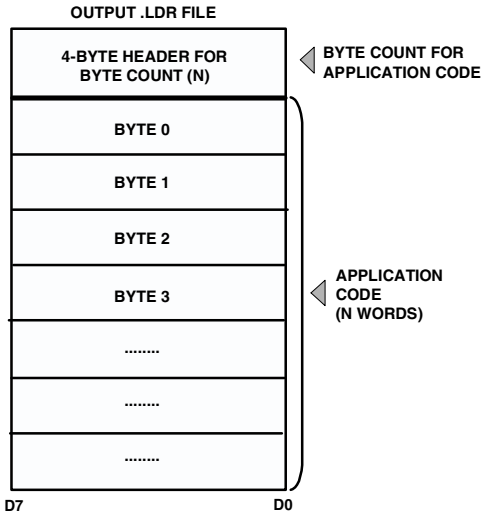 OUTPUT .LDR FILE
4-BYTE HEADER FOR
BYTE COUNT (N)
BYTE COUNT FOR
APPLICATION CODE
BYTE 0
BYTE 1
BYTE 2
BYTE 3
APPLICATION
CODE
(N WORDS)
........
........
........
D7
D0